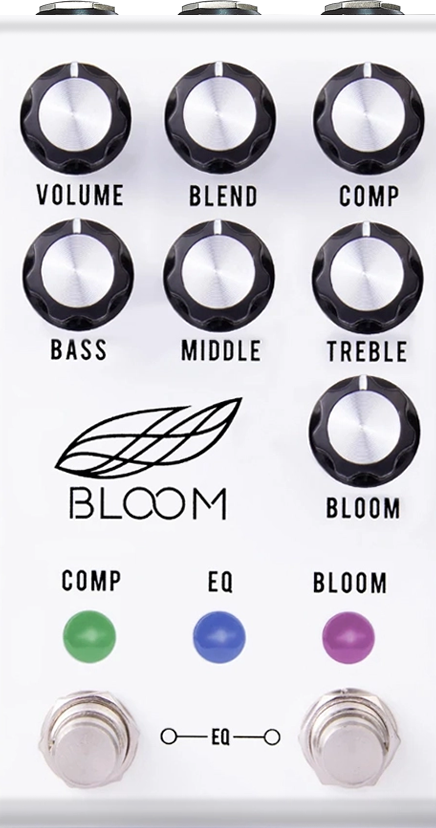 VOLUME BLEND COMP
BASS MIDDLE TREBLE
BLOOM
BLOOM
COMP EQ BLOOM
EQ